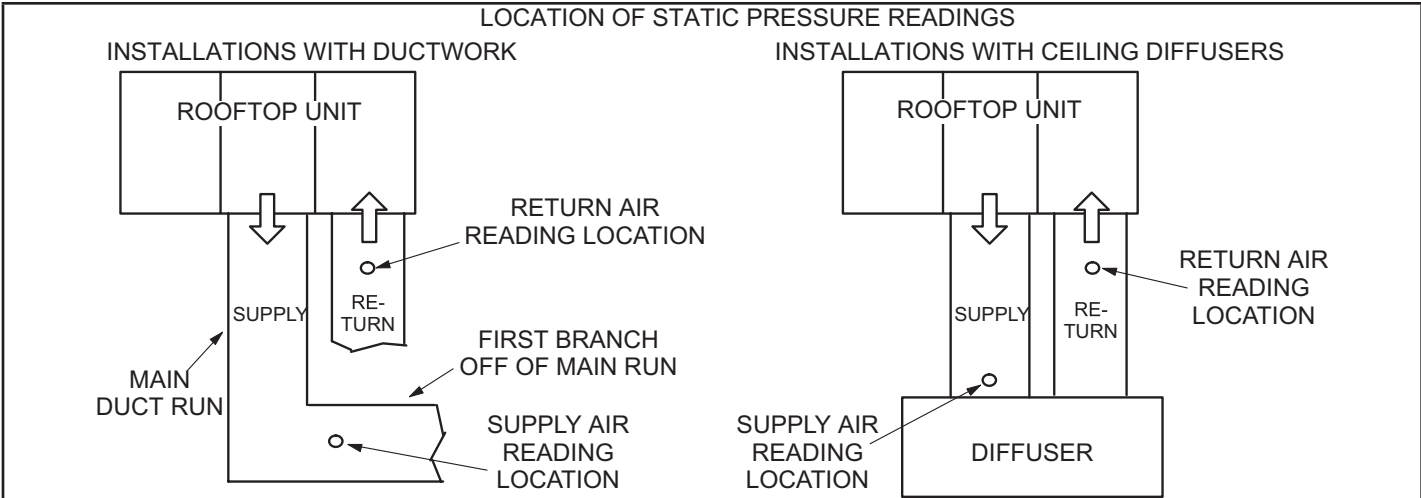 LOCATION OF STATIC PRESSURE READINGS
INSTALLATIONS WITH DUCTWORK
ROOFTOP UNIT
RETURN AIR
READING LOCATION
SUPPLY
RE-
TURN
FIRST BRANCH
OFF OF MAIN RUN
MAIN
DUCT RUN
SUPPLY AIR
READING
LOCATION
INSTALLATIONS WITH CEILING DIFFUSERS
ROOFTOP UNIT
RETURN AIR
READING
LOCATION
SUPPLY
RE-
TURN
SUPPLY AIR
READING
LOCATION
DIFFUSER